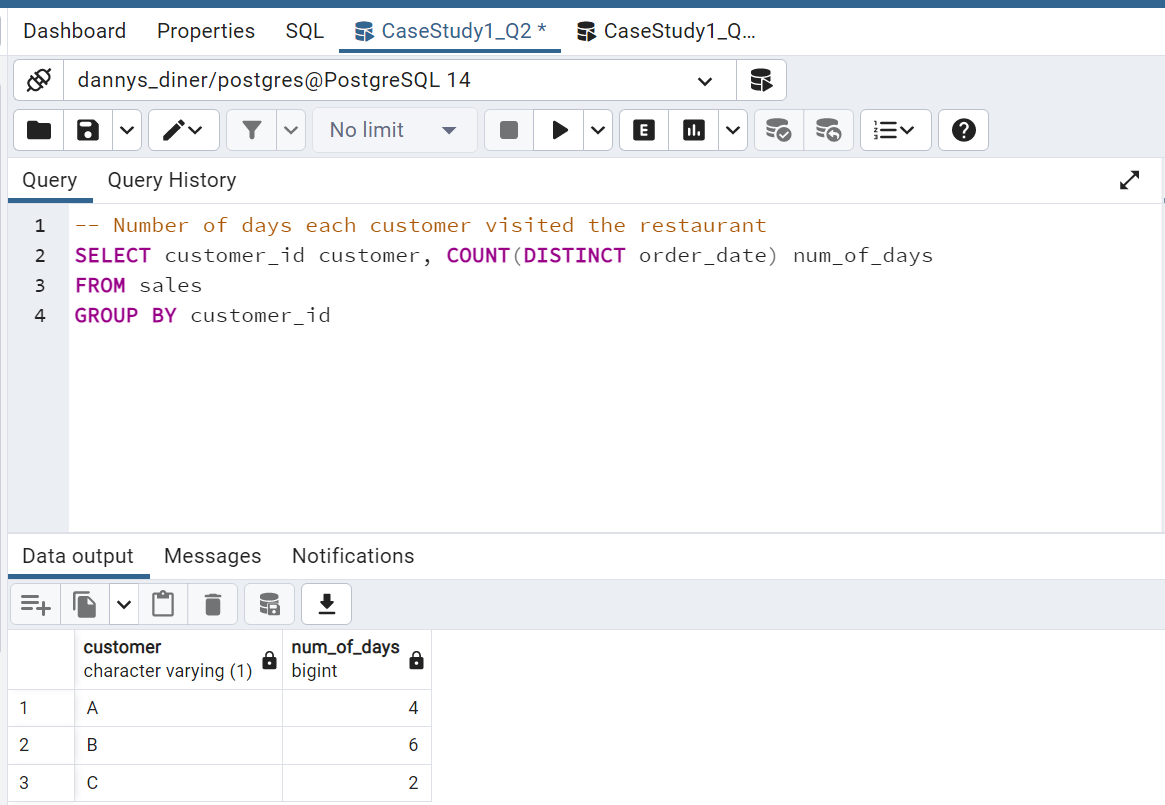 Dashboard Properties SQL CaseStudy1_Q2 * CaseStudy1_Q...
dannys_diner/postgres@PostgreSQL 14
No limit E
Query Query History
1 -- Number of days each customer visited the restaurant
2 SELECT customer_id customer, COUNT(DISTINCT order_date) num_of_days
3 FROM sales
4 GROUP BY customer_id
Data output Messages Notifications
customer num_of_days
character varying (1) bigint
1 A 4
2 B 6
3 C 2